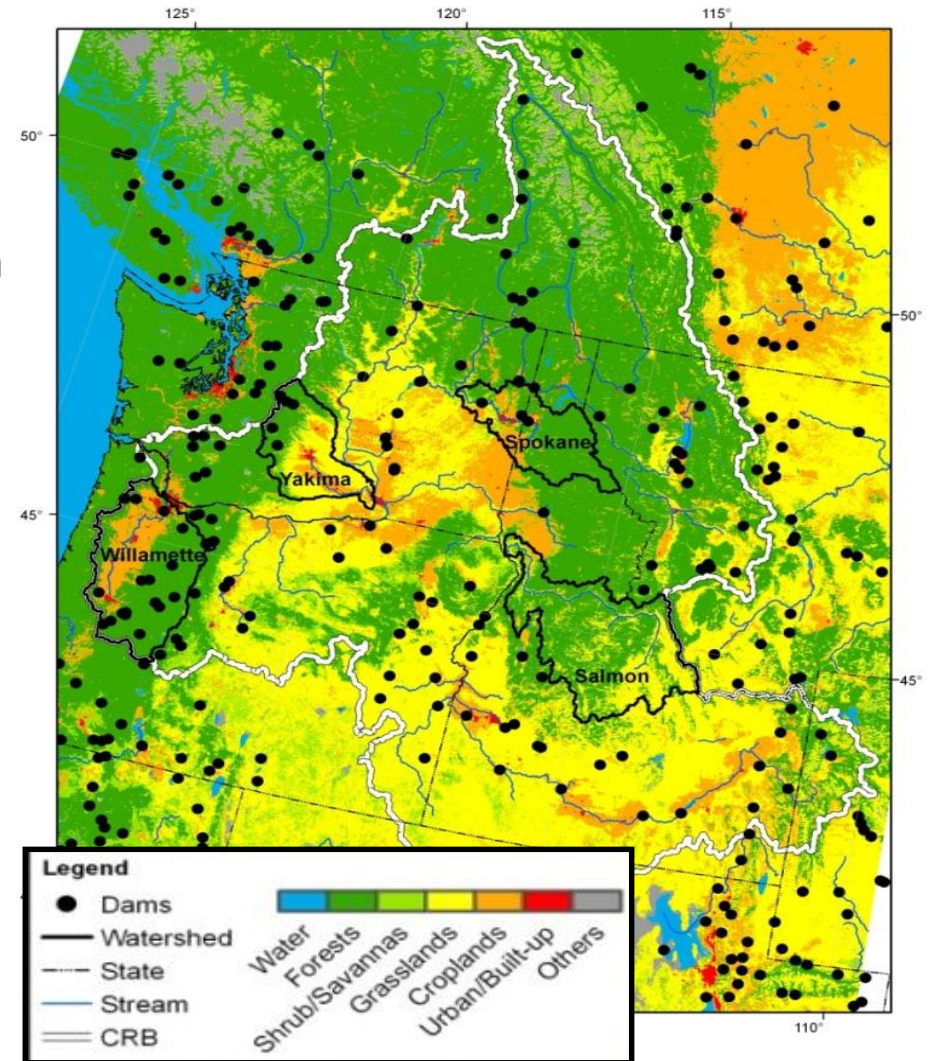 125°
120°
115°
50°
50°
Spokane
Yakima
45°
Willamette
45°
Salmon
Legend
Dams
Watershed
State
Stream
CRB
Water
Forests
Shrub/Savannas
Grasslands
Croplands
Urban/Built-up
Others
110°